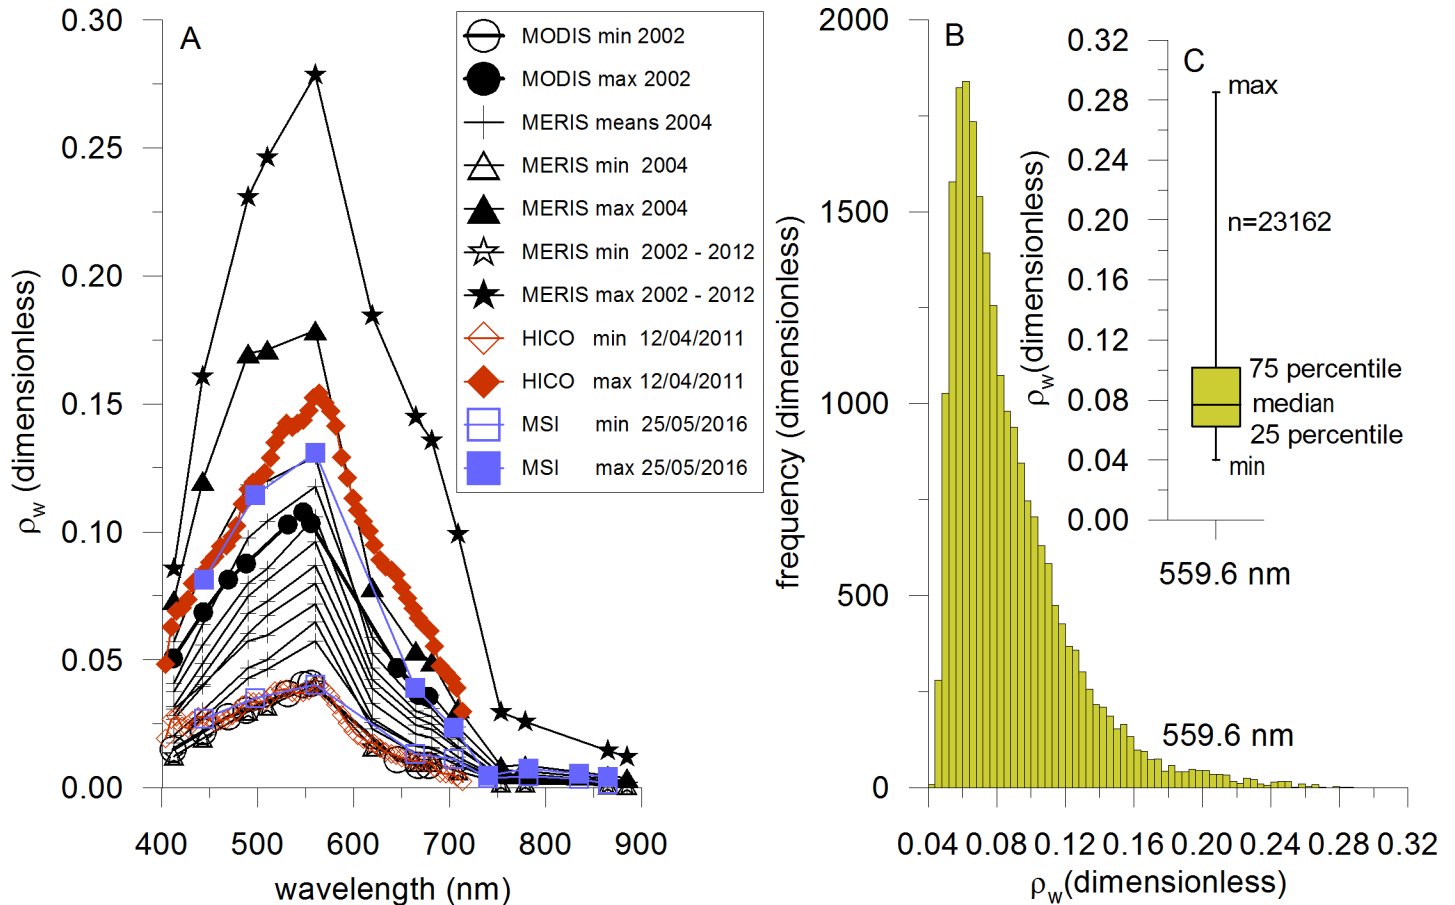 A
0.30
0.25
0.20
0.15
0.10
0.05
0.00
ρw (dimensionless)
400 500 600 700 800 900
wavelength (nm)
MODIS min 2002
MODIS max 2002
MERIS means 2004
MERIS min 2004
MERIS max 2004
MERIS min 2002 - 2012
MERIS max 2002 - 2012
HICO min 12/04/2011
HICO max 12/04/2011
MSI min 25/05/2016
MSI max 25/05/2016
B
2000
1500
1000
500
0
frequency (dimensionless)
0.04 0.08 0.12 0.16 0.20 0.24 0.28 0.32
ρw(dimensionless)
559.6 nm
C
0.32
0.28
0.24
0.20
0.16
0.12
0.08
0.04
0.00
ρw(dimensionless)
max
n=23162
75 percentile
median
25 percentile
min
559.6 nm